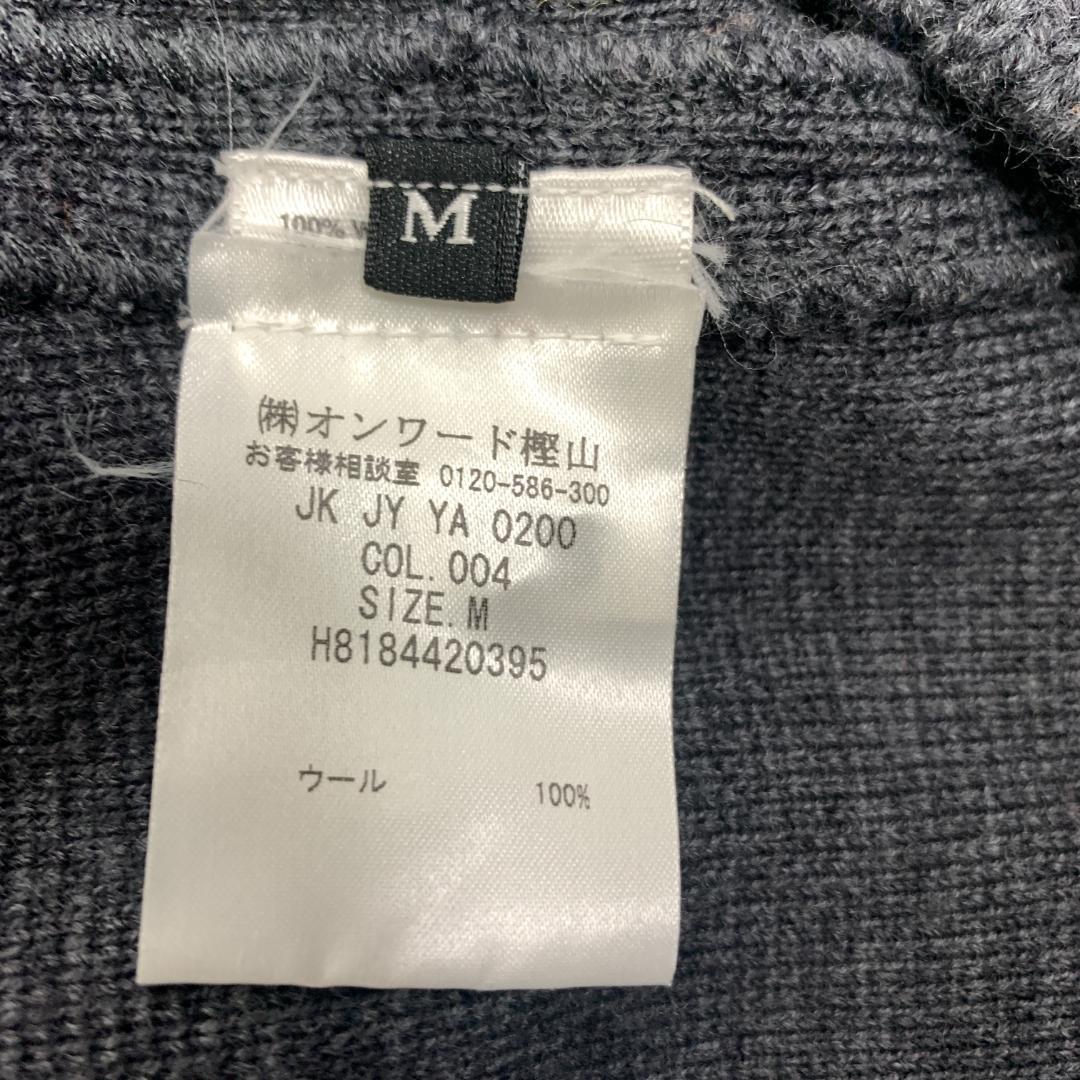 100%
M
㈱オンワード樫山
お客様相談室 0120-586-300
JK JY YA 0200
COL.004
SIZE.M
H8184420395
ウール 100%